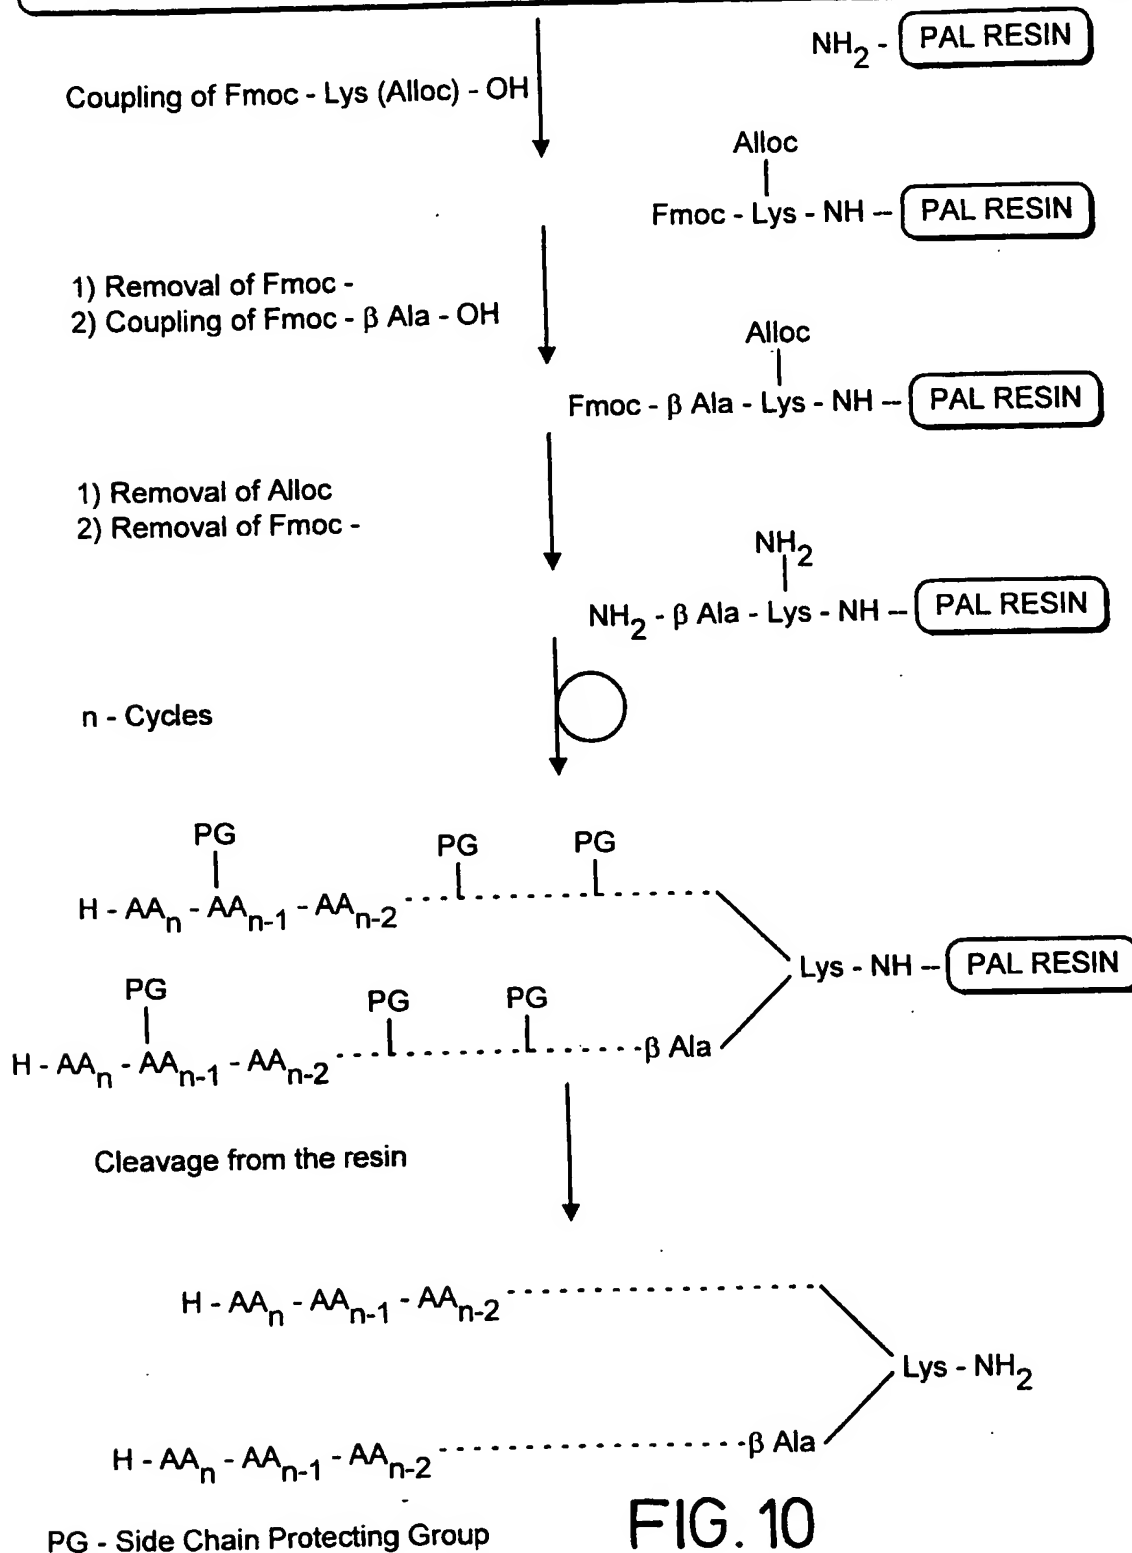 NH2 - PAL RESIN
Coupling of Fmoc - Lys (Alloc) - OH
Alloc
Fmoc - Lys - NH - PAL RESIN
1) Removal of Fmoc -
2) Coupling of Fmoc - β Ala - OH
Alloc
Fmoc - β Ala - Lys - NH - PAL RESIN
1) Removal of Alloc
2) Removal of Fmoc -
NH2
NH2 - β Ala - Lys - NH - PAL RESIN
n - Cycles
PG PG PG
H - AAn - AAn-1 - AAn-2
Lys - NH - PAL RESIN
PG PG PG
H - AAn - AAn-1 - AAn-2 β Ala
Cleavage from the resin
H - AAn - AAn-1 - AAn-2
Lys - NH2
H - AAn - AAn-1 - AAn-2 β Ala
PG - Side Chain Protecting Group
FIG. 10